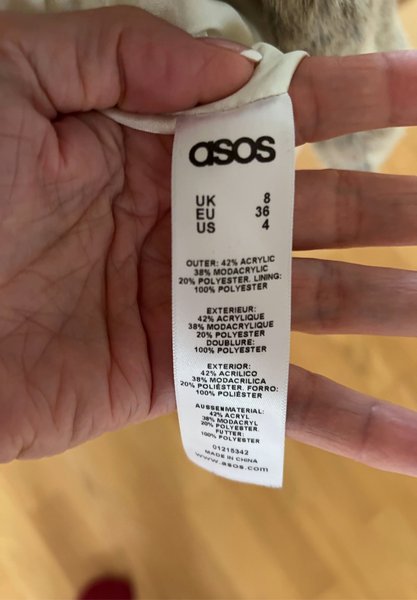 asos
UK 8
EU 36
US 4
OUTER: 42% ACRYLIC
38% MODACRYLIC
20% POLYESTER. LINING:
100% POLYESTER
EXTERIEUR:
42% ACRYLIQUE
38% MODACRYLIQUE
20% POLYESTER
DOUBLURE:
100% POLYESTER
EXTERIOR:
42% ACRILICO
38% MODACRILICA
20% POLIÉSTER. FORRO:
100% POLIÉSTER
AUSSENMATERIAL:
42% ACRYL
38% MODACRYL
20% POLYESTER.
FUTTER:
100% POLYESTER
01215342
MADE IN CHINA
www.asos.com